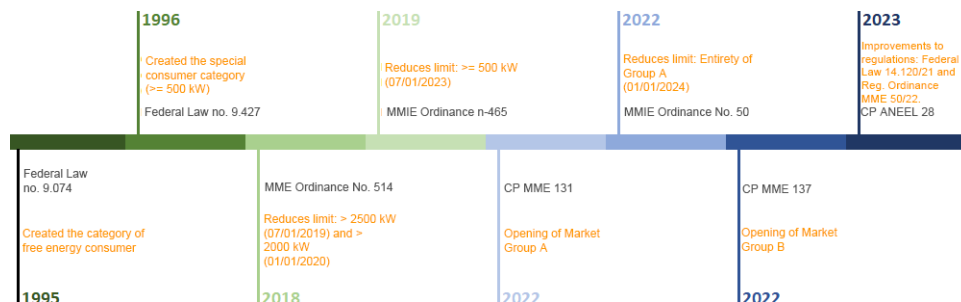 1996
Created the special
consumer category
(>= 500 kW)
Federal Law no. 9.427
2019
Reduces limit: >= 500 kW
(07/01/2023)
MMIE Ordinance n-465
2022
Reduces limit: Entirety of
Group A
(01/01/2024)
MMIE Ordinance No. 50
2023
Improvements to
regulations: Federal
Law 14.120/21 and
Reg. Ordinance
MME 50/22.
CP ANEEL 28
Federal Law
no. 9.074
Created the category of
free energy consumer
1995
MME Ordinance No. 514
Reduces limit: > 2500 kW
(07/01/2019) and >
2000 kW
(01/01/2020)
2018
CP MME 131
Opening of Market
Group A
2022
CP MME 137
Opening of Market
Group B
2022